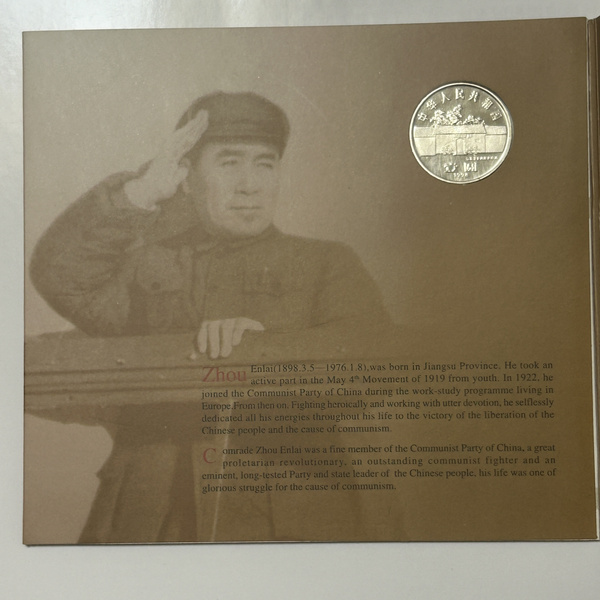 中华人民共和国
壹圆
1998
Zhou Enlai(1898.3.5—1976.1.8),was born in Jiangsu Province. He took an
active part in the May 4th Movement of 1919 from youth. In 1922, he
joined the Communist Party of China during the work-study programme living in
Europe.From then on. Fighting heroically and working with utter devotion, he selflessly
dedicated all his energies throughout his life to the victory of the liberation of the
Chinese people and the cause of communism.
Comrade Zhou Enlai was a fine member of the Communist Party of China, a great
proletarian revolutionary, an outstanding communist fighter and an
eminent, long-tested Party and state leader of the Chinese people, his life was one of
glorious struggle for the cause of communism.